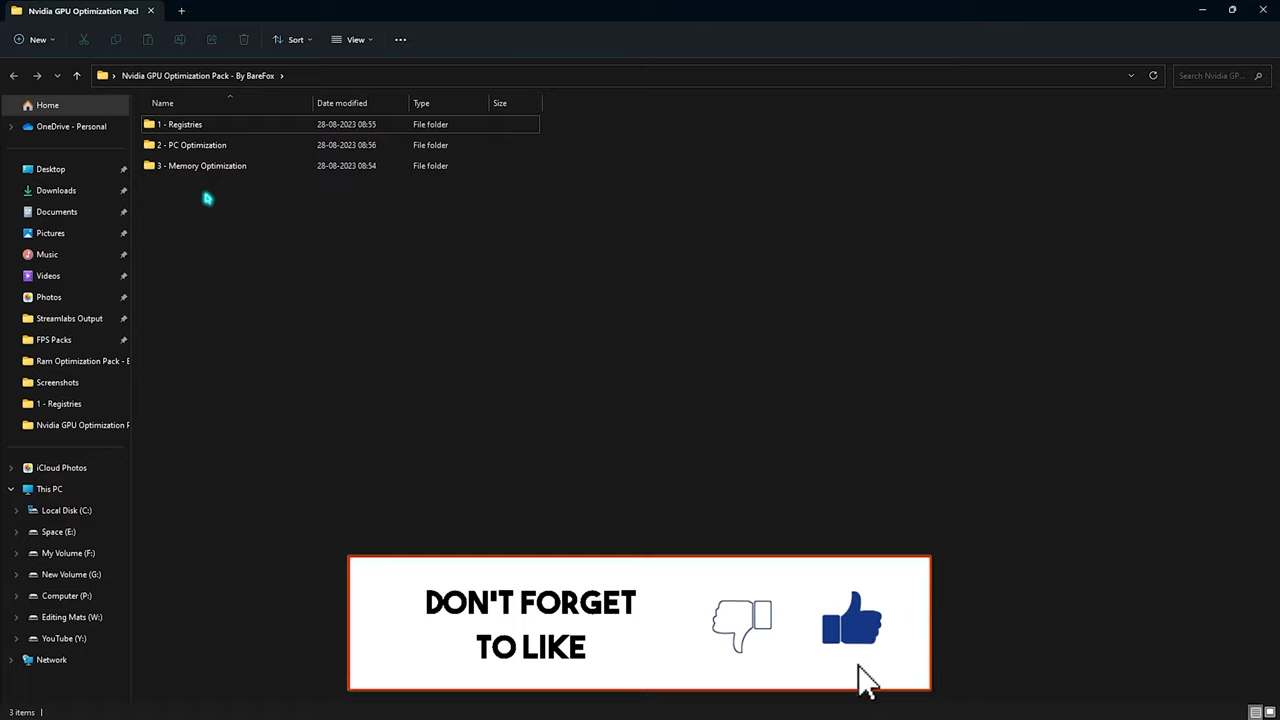 Nvidia GPU Optimization Pacl
New
Sort
View
Nvidia GPU Optimization Pack - By BareFox
Search Nvidia GP...
Name
Date modified
Type
Size
1 - Registries
28-08-2023 08:55
File folder
2 - PC Optimization
28-08-2023 08:56
File folder
3 - Memory Optimization
28-08-2023 08:54
File folder
Home
OneDrive - Personal
Desktop
Downloads
Documents
Pictures
Music
Videos
Photos
Streamlabs Output
FPS Packs
Ram Optimization Pack - E
Screenshots
1 - Registries
Nvidia GPU Optimization F
iCloud Photos
This PC
Local Disk (C:)
Space (E:)
My Volume (F:)
New Volume (G:)
Computer (P:)
Editing Mats (W:)
YouTube (Y:)
Network
DON'T FORGET
TO LIKE
3 items